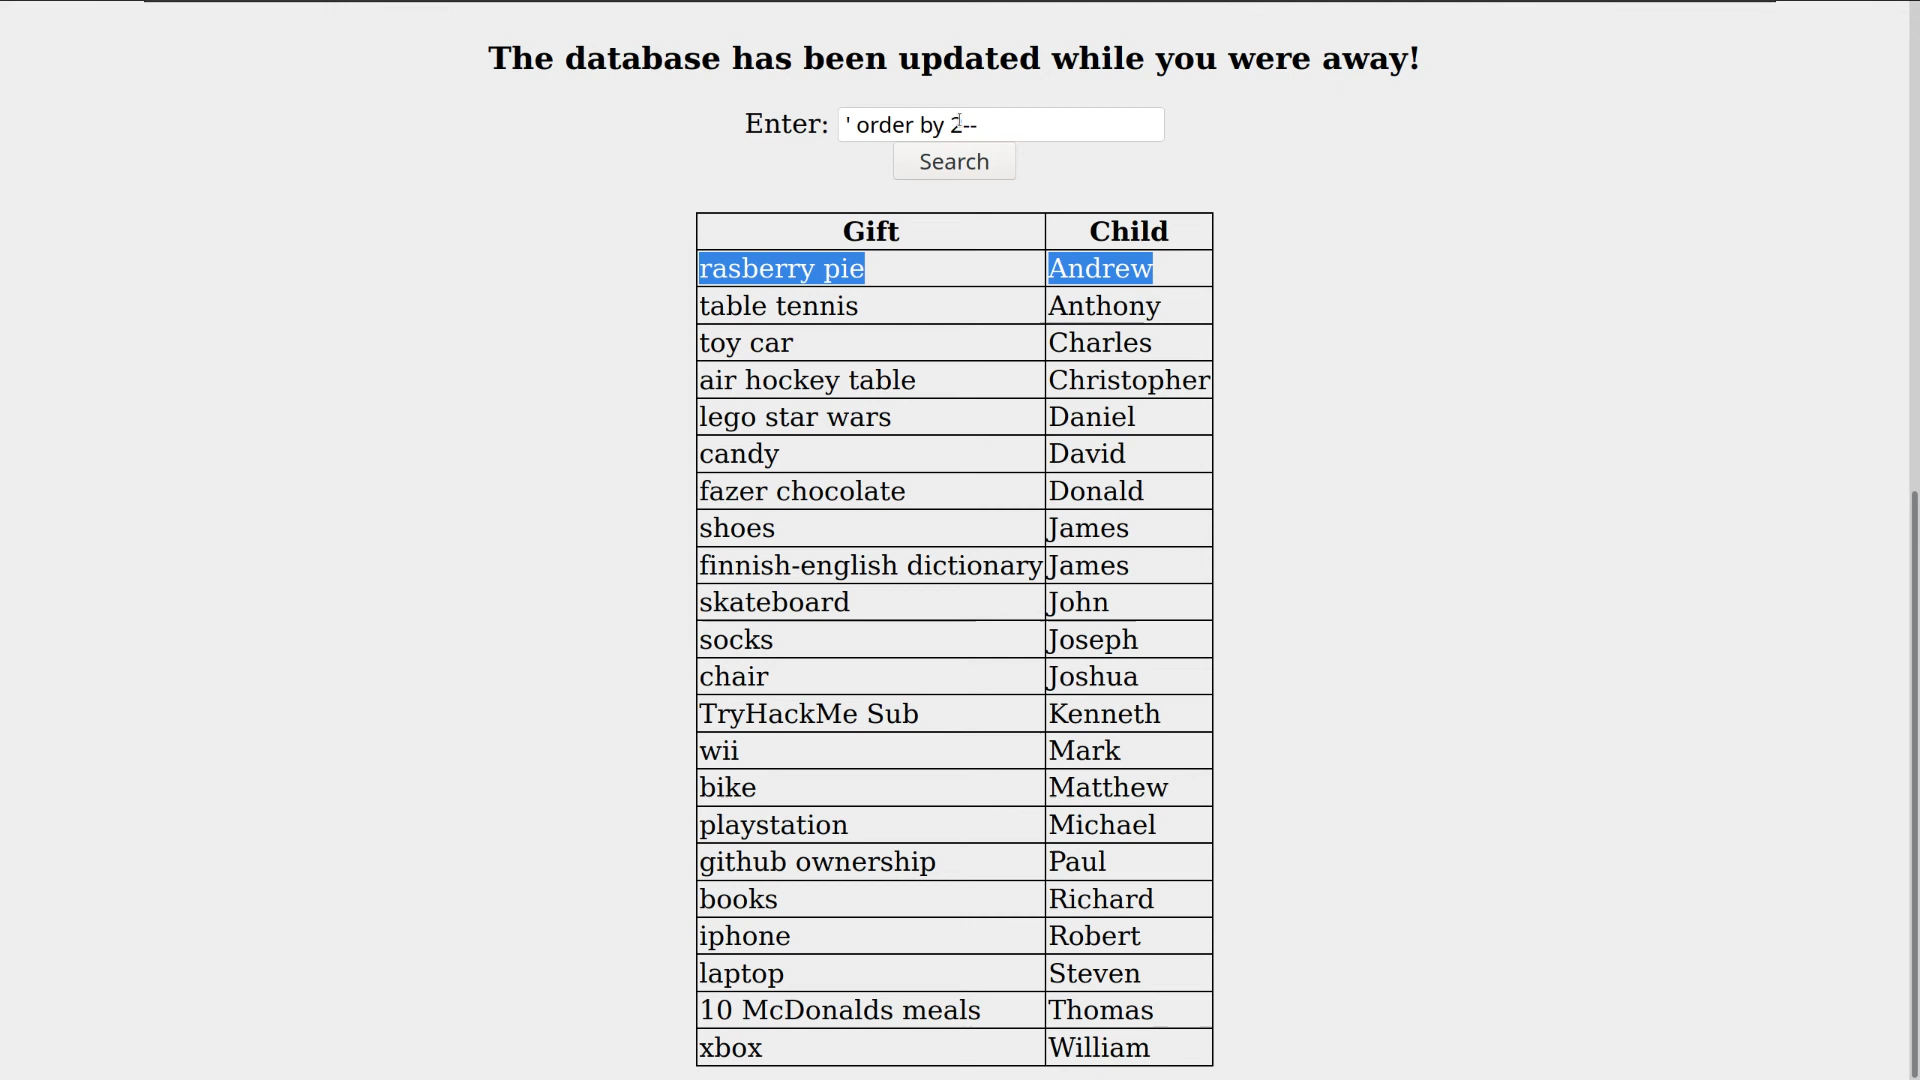 The database has been updated while you were away!
Enter: ' order by 2--
Search
Gift Child
rasberry pie Andrew
table tennis Anthony
toy car Charles
air hockey table Christopher
lego star wars Daniel
candy David
fazer chocolate Donald
shoes James
finnish-english dictionary James
skateboard John
socks Joseph
chair Joshua
TryHackMe Sub Kenneth
wii Mark
bike Matthew
playstation Michael
github ownership Paul
books Richard
iphone Robert
laptop Steven
10 McDonalds meals Thomas
xbox William